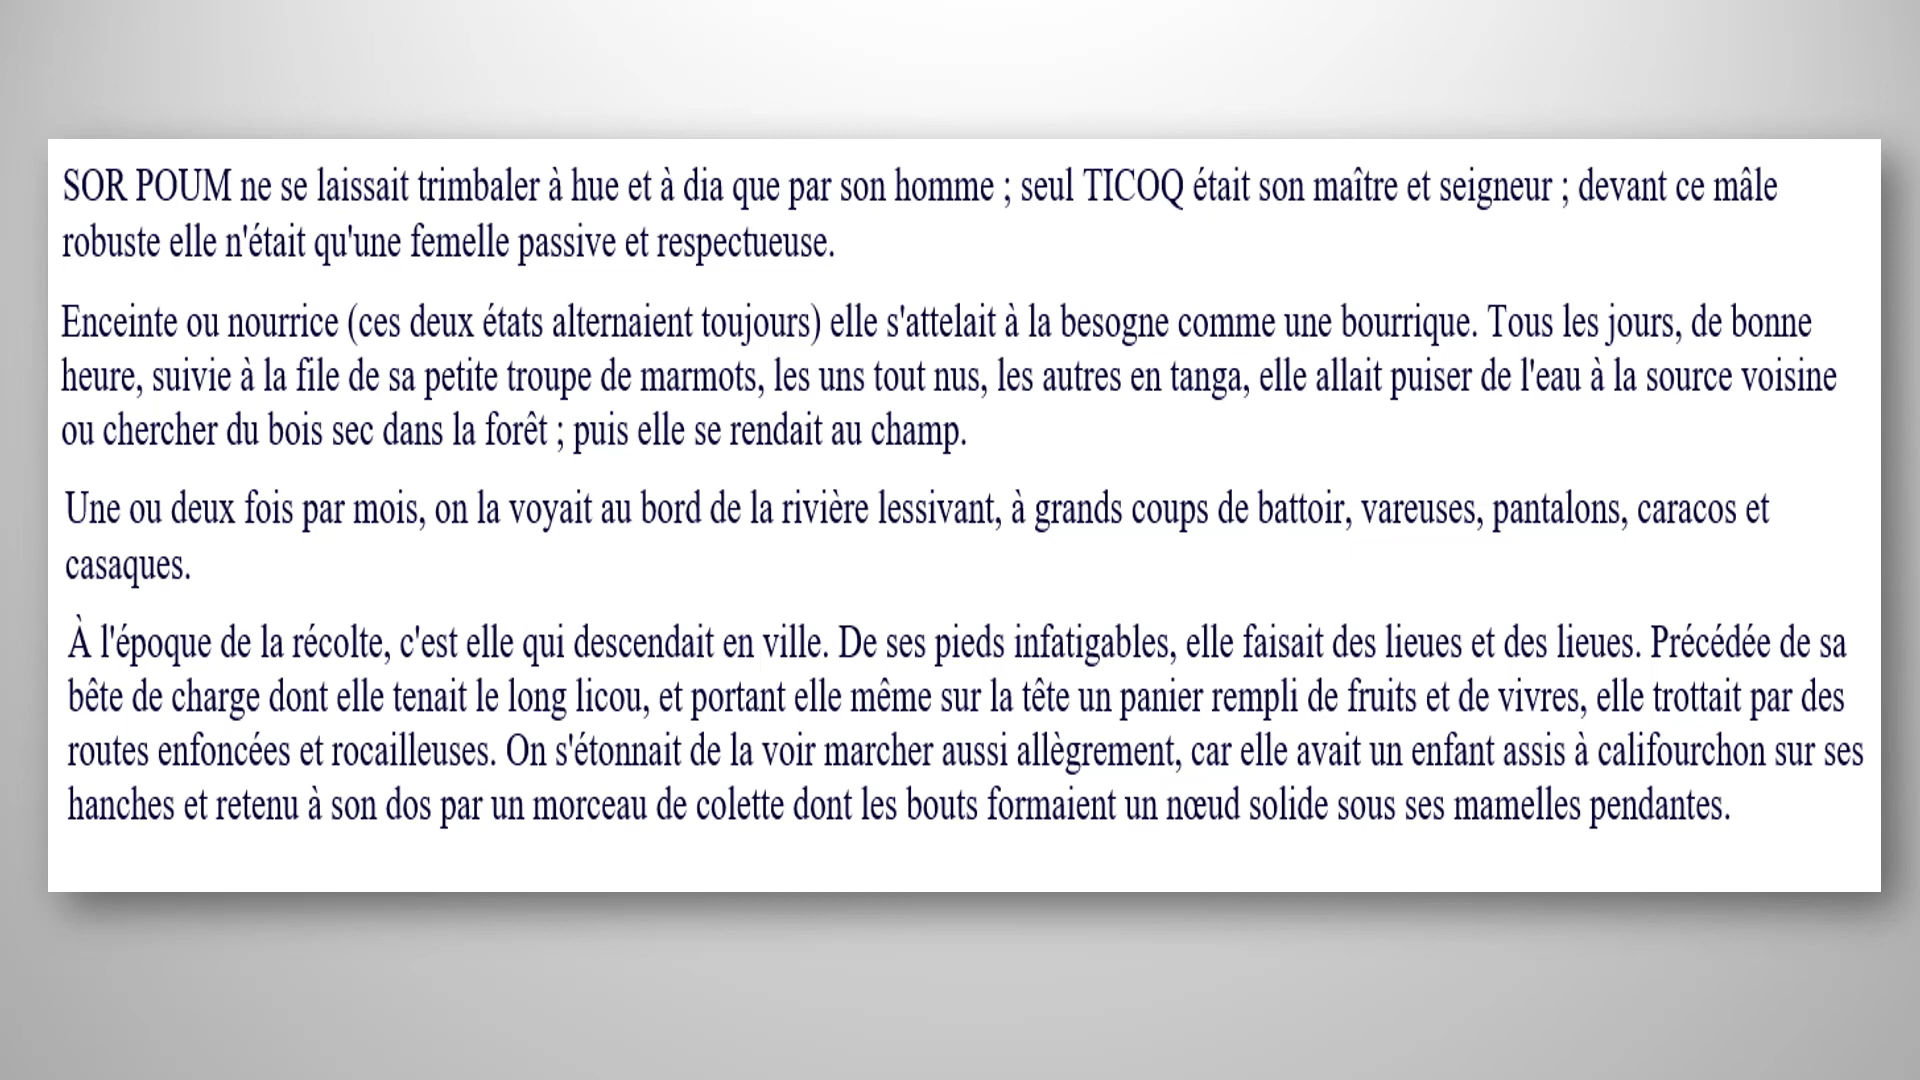 SOR POUM ne se laissait trimbaler à hue et à dia que par son homme ; seul TICOQ était son maître et seigneur ; devant ce mâle
robuste elle n'était qu'une femelle passive et respectueuse.
Enceinte ou nourrice (ces deux états alternaient toujours) elle s'attelait à la besogne comme une bourrique. Tous les jours, de bonne
heure, suivie à la file de sa petite troupe de marmots, les uns tout nus, les autres en tanga, elle allait puiser de l'eau à la source voisine
ou chercher du bois sec dans la forêt ; puis elle se rendait au champ.
Une ou deux fois par mois, on la voyait au bord de la rivière lessivant, à grands coups de battoir, vareuses, pantalons, caracos et
casaques.
À l'époque de la récolte, c'est elle qui descendait en ville. De ses pieds infatigables, elle faisait des lieues et des lieues. Précédée de sa
bête de charge dont elle tenait le long licou, et portant elle même sur la tête un panier rempli de fruits et de vivres, elle trottait par des
routes enfoncées et rocailleuses. On s'étonnait de la voir marcher aussi allègrement, car elle avait un enfant assis à califourchon sur ses
hanches et retenu à son dos par un morceau de colette dont les bouts formaient un nœud solide sous ses mamelles pendantes.